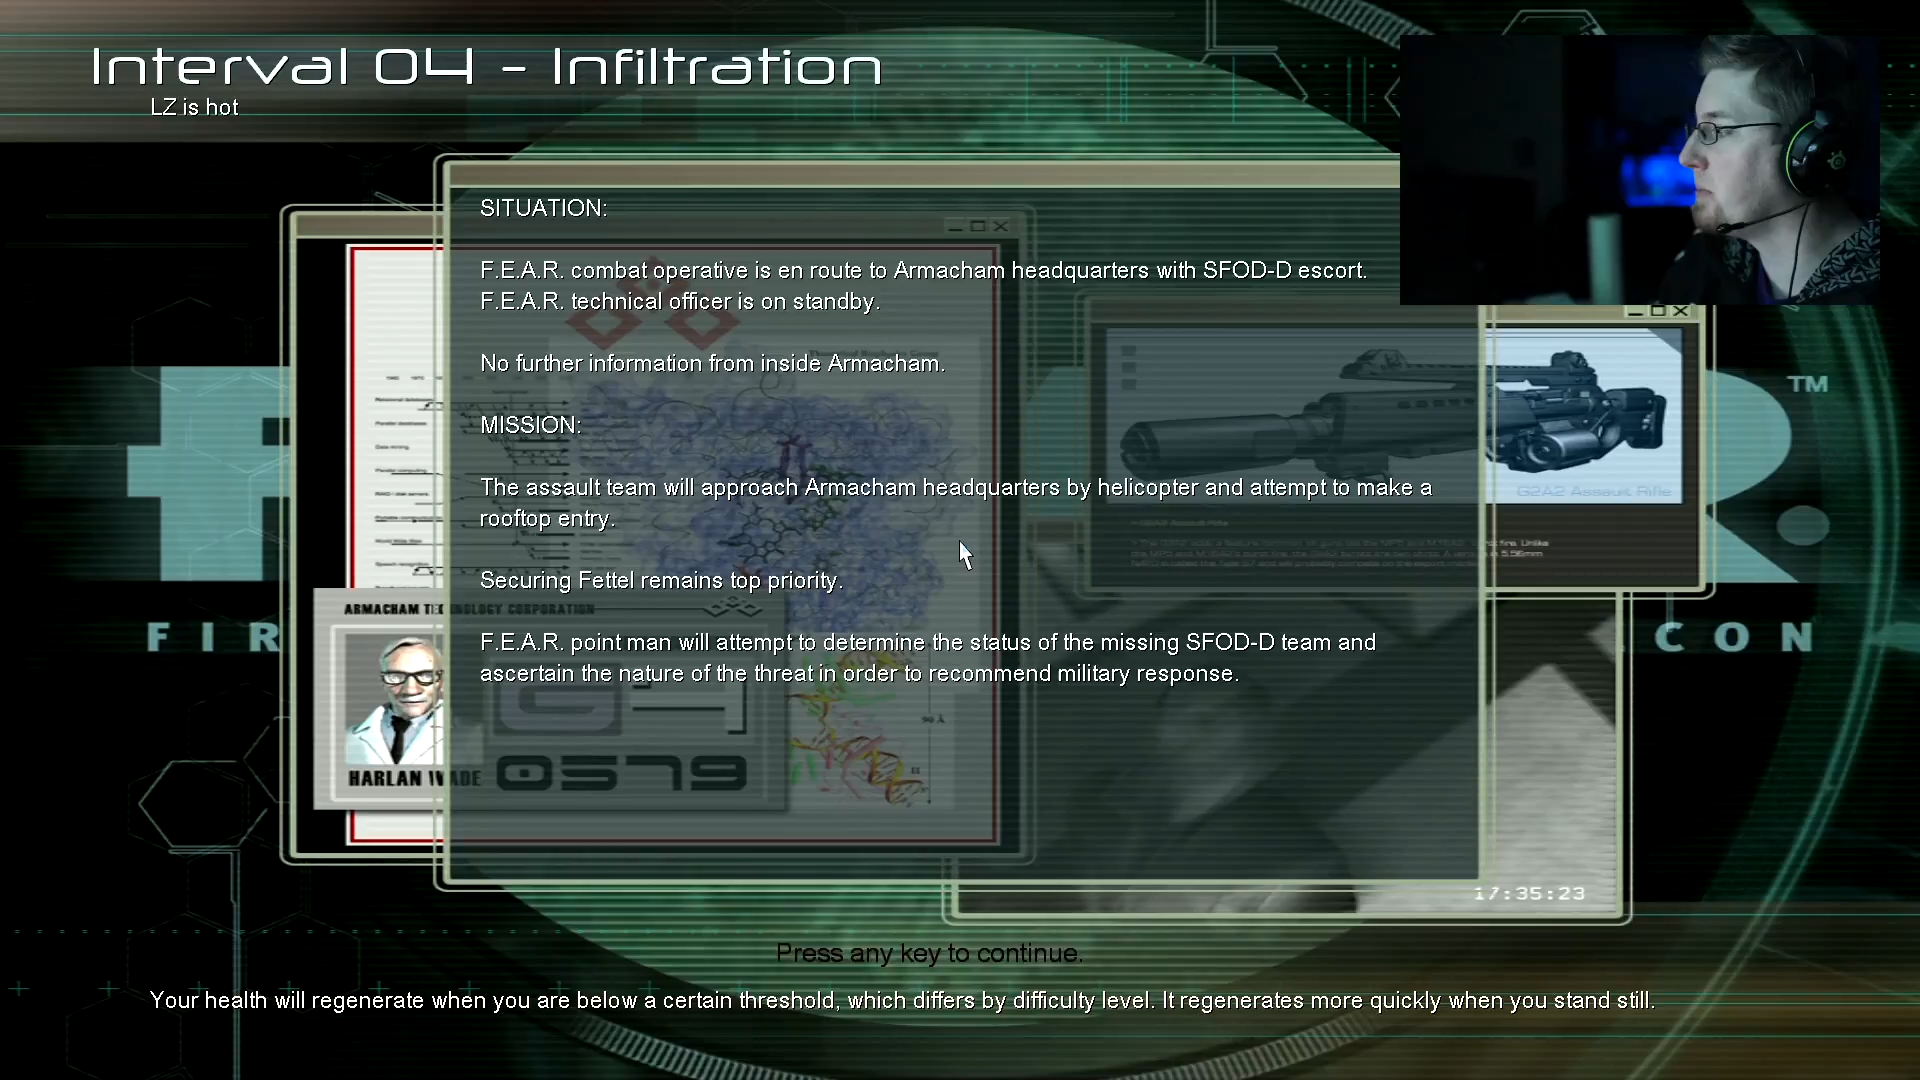 Interval 04 - Infiltration
LZ is hot
SITUATION:
F.E.A.R. combat operative is en route to Armacham headquarters with SFOD-D escort.
F.E.A.R. technical officer is on standby.
No further information from inside Armacham.
MISSION:
The assault team will approach Armacham headquarters by helicopter and attempt to make a
rooftop entry.
Securing Fettel remains top priority.
F.E.A.R. point man will attempt to determine the status of the missing SFOD-D team and
ascertain the nature of the threat in order to recommend military response.
G2A2 Assault Rifle
TM
FIR
CON
ARMACHAM TECHNOLOGY CORPORATION
HARLAN WADE
G4
0579
17:35:23
Press any key to continue.
Your health will regenerate when you are below a certain threshold, which differs by difficulty level. It regenerates more quickly when you stand still.